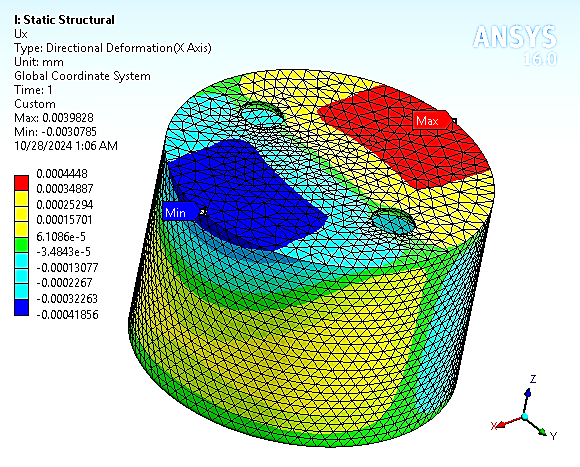 I: Static Structural
Ux
Type: Directional Deformation(X Axis)
Unit: mm
Global Coordinate System
Time: 1
Custom
Max: 0.0039828
Min: -0.0030785
10/28/2024 1:06 AM
ANSYS
16.0
0.0004448
0.00034887
0.00025294
0.00015701
6.1086e-5
-3.4843e-5
-0.00013077
-0.0002267
-0.00032263
-0.00041856
Max
Min
Z
X
Y